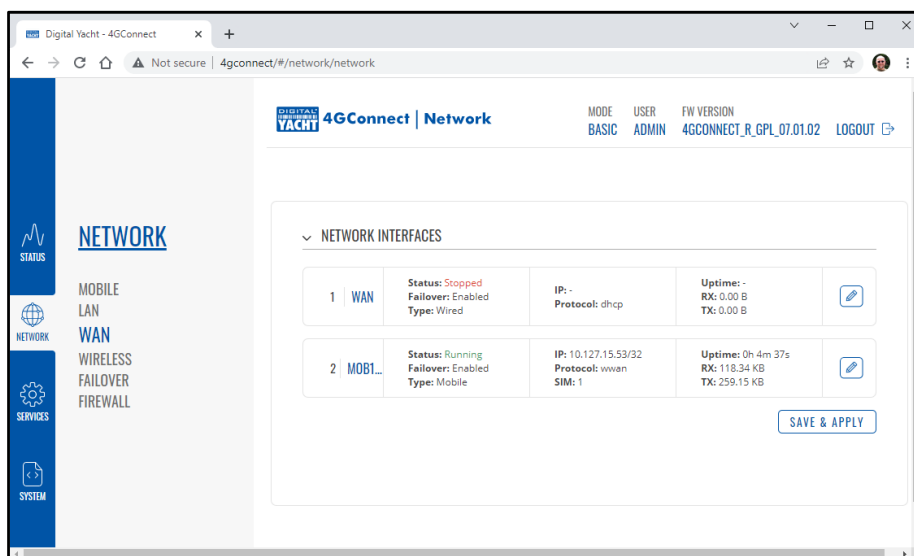 Digital Yacht - 4GConnect
Not secure | 4gconnect/#/network/network
DIGITAL YACHT 4GConnect | Network
MODE USER FW VERSION
BASIC ADMIN 4GCONNECT_R_GPL_07.01.02 LOGOUT
STATUS
NETWORK
SERVICES
SYSTEM
NETWORK
MOBILE
LAN
WAN
WIRELESS
FAILOVER
FIREWALL
NETWORK INTERFACES
1 WAN
Status: Stopped
Failover: Enabled
Type: Wired
IP: -
Protocol: dhcp
Uptime: -
RX: 0.00 B
TX: 0.00 B
2 MOB1...
Status: Running
Failover: Enabled
Type: Mobile
IP: 10.127.15.53/32
Protocol: wwan
SIM: 1
Uptime: 0h 4m 37s
RX: 118.34 KB
TX: 259.15 KB
SAVE & APPLY